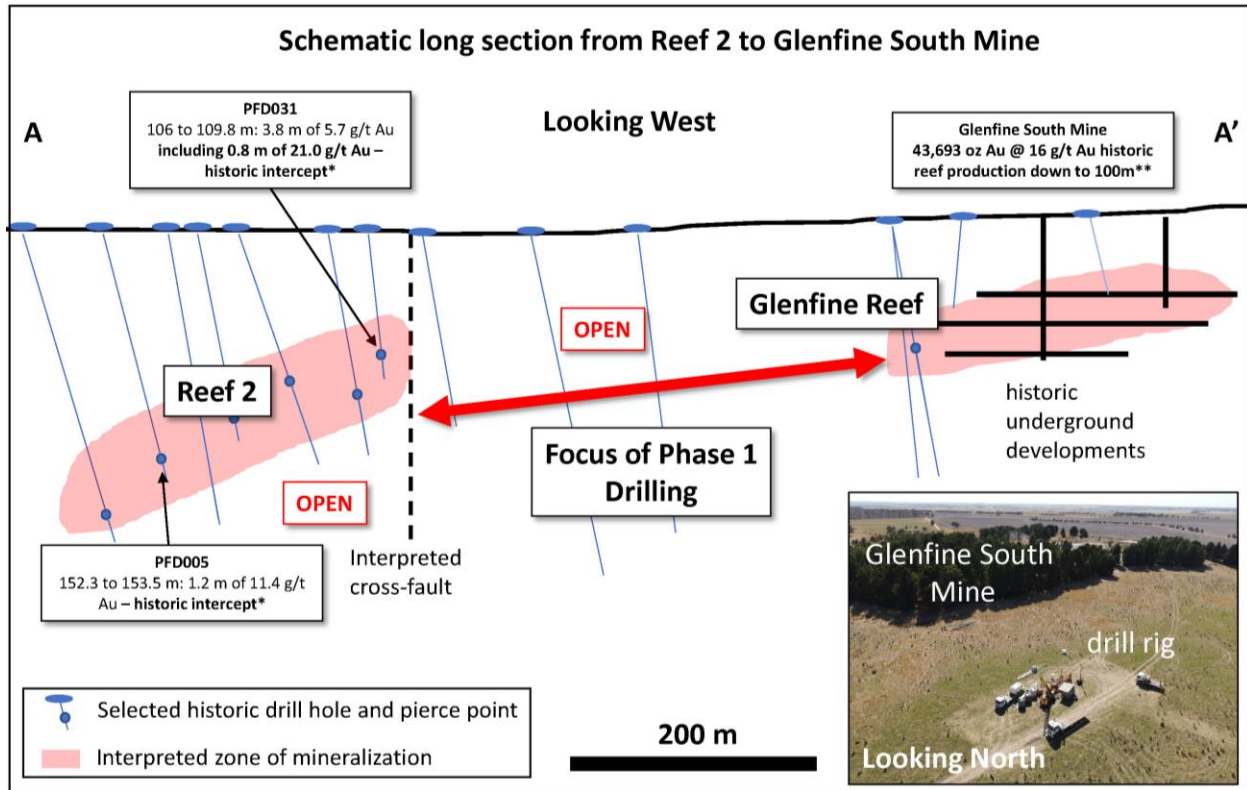 Schematic long section from Reef 2 to Glenfine South Mine
A
PFD031
106 to 109.8 m: 3.8 m of 5.7 g/t Au
including 0.8 m of 21.0 g/t Au –
historic intercept*
Looking West
Glenfine South Mine
43,693 oz Au @ 16 g/t Au historic
reef production down to 100m**
A’
Reef 2
OPEN
Glenfine Reef
OPEN
Focus of Phase 1
Drilling
historic
underground
developments
PFD005
152.3 to 153.5 m: 1.2 m of 11.4 g/t
Au – historic intercept*
Interpreted
cross-fault
Selected historic drill hole and pierce point
Interpreted zone of mineralization
200 m
Glenfine South
Mine
drill rig
Looking North